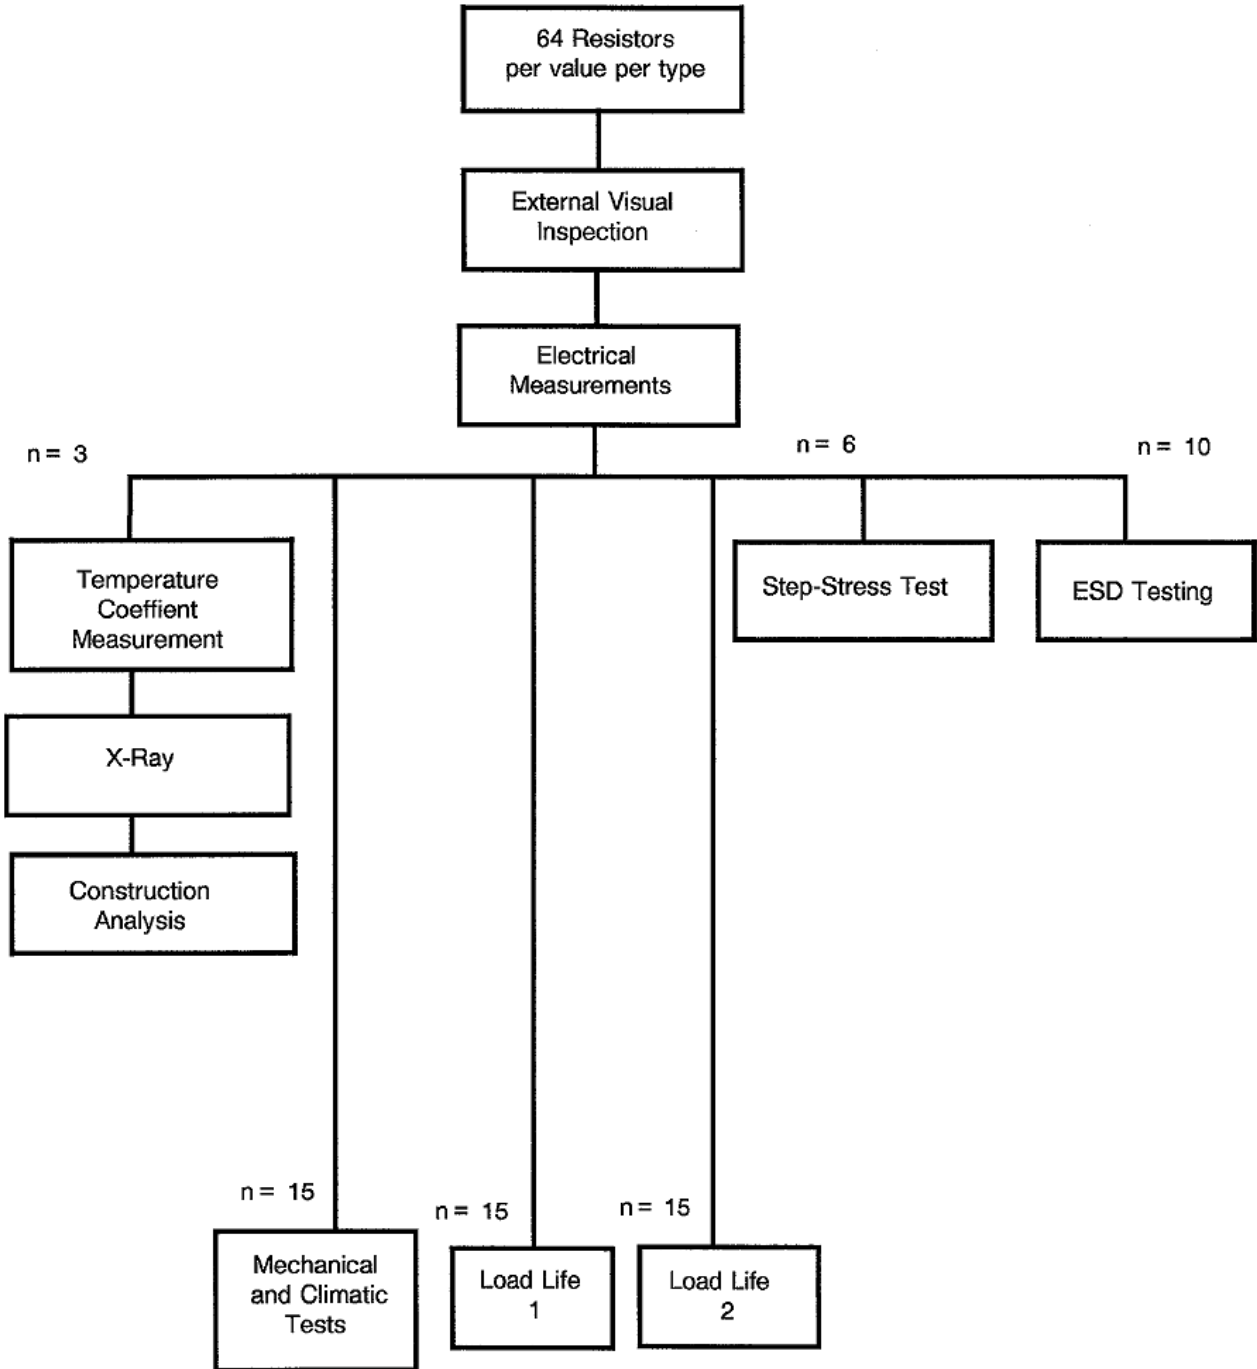 64 Resistors
per value per type
External Visual
Inspection
Electrical
Measurements
n= 3
n= 6
n= 10
Temperature
Coeffient
Measurement
Step-Stress Test
ESD Testing
X-Ray
Construction
Analysis
n= 15
n= 15
n= 15
Mechanical
and Climatic
Tests
Load Life
1
Load Life
2